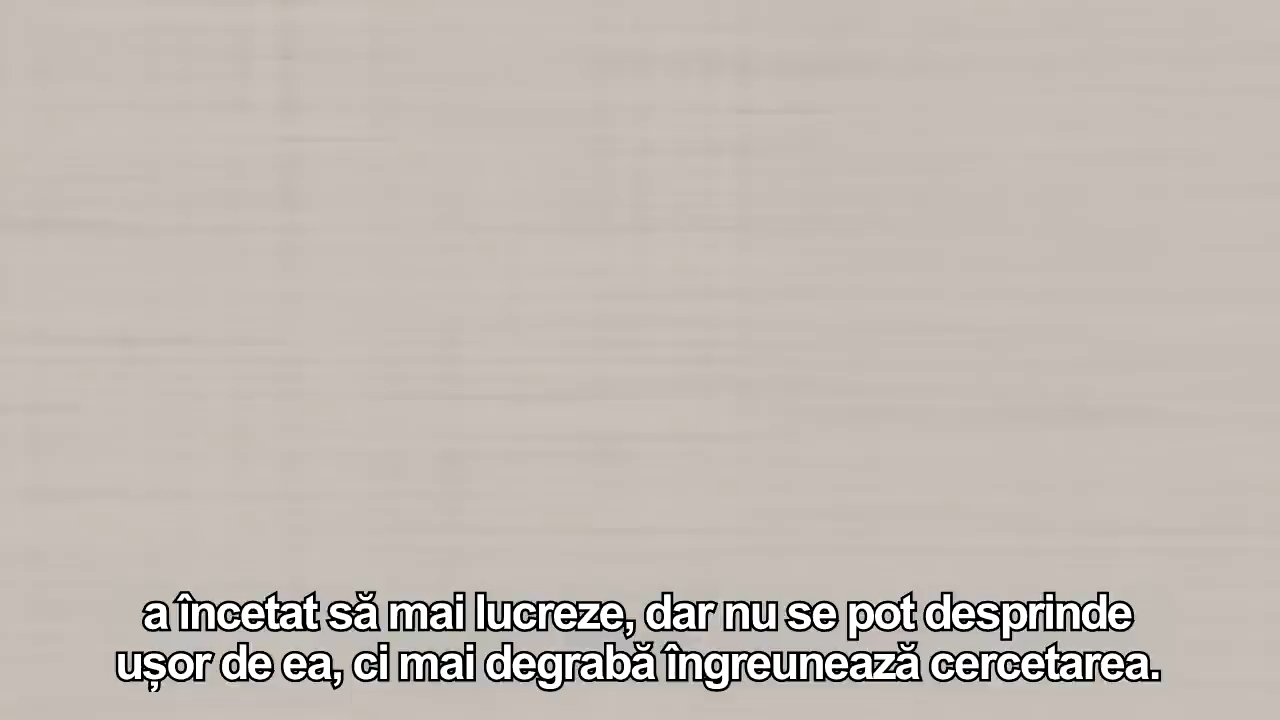 a încetat să mai lucreze, dar nu se pot desprinde
ușor de ea, ci mai degrabă îngreunează cercetarea.